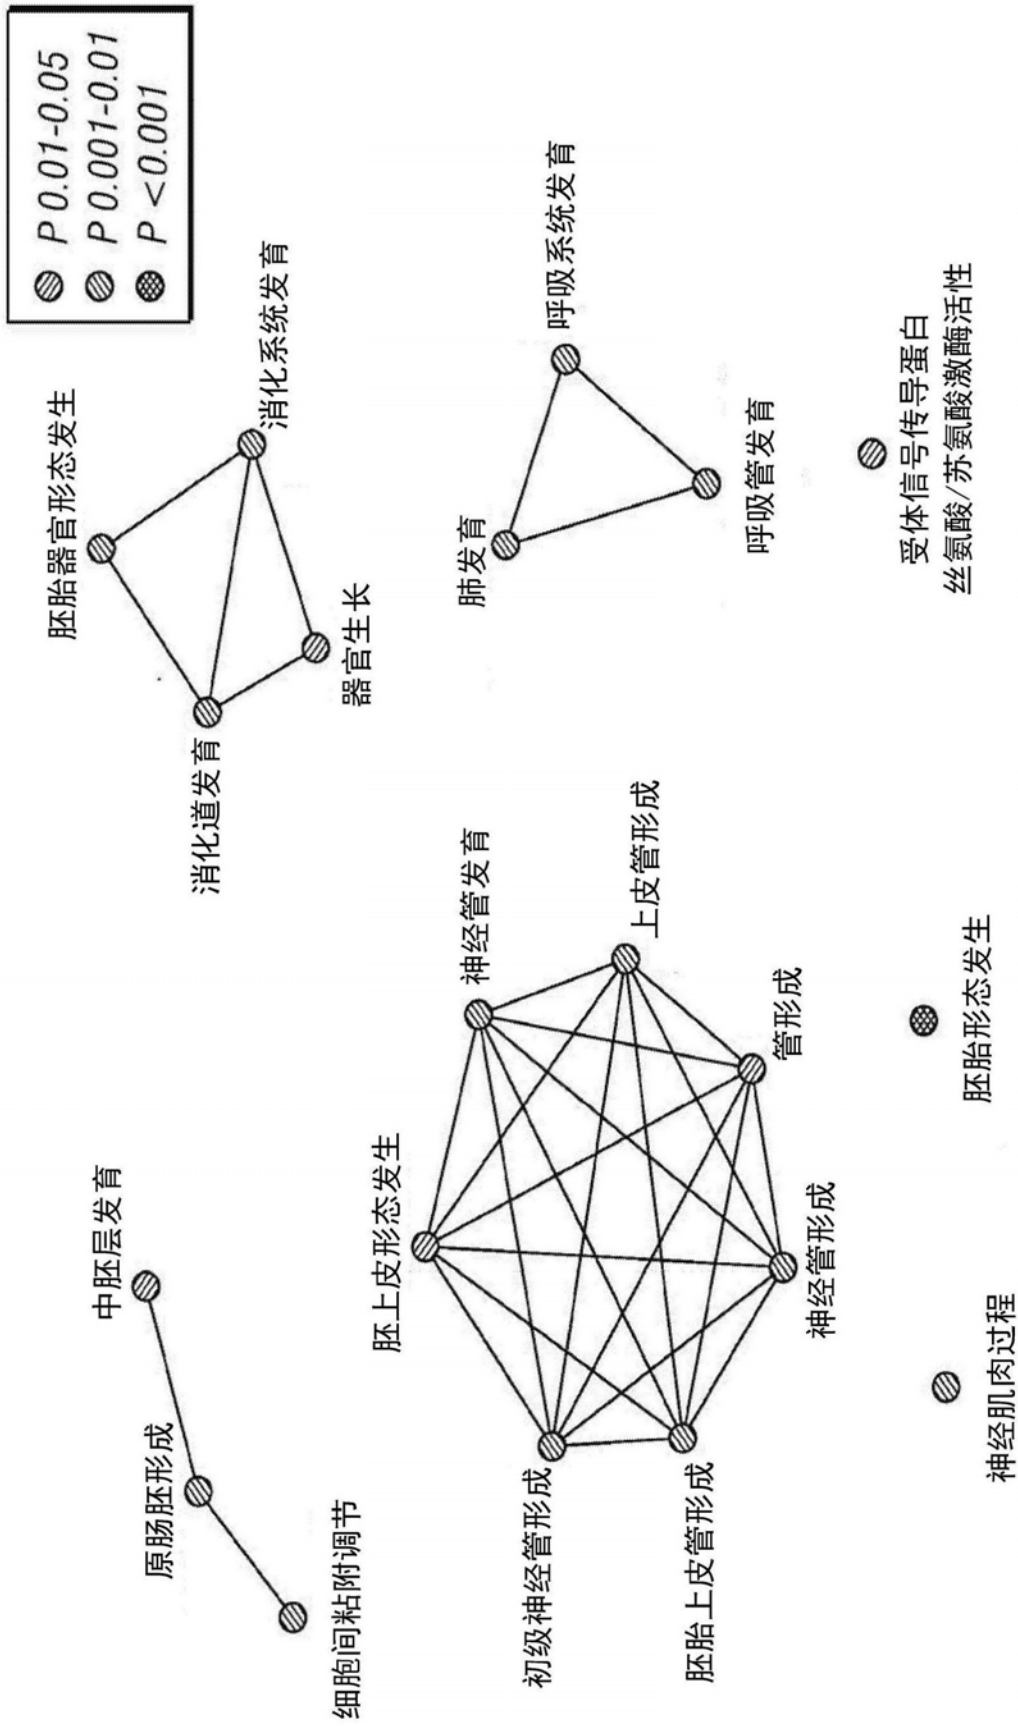 中胚层发育
原肠胚形成
细胞间粘附调节
消化道发育
胚胎器官形态发生
消化系统发育
器官生长
P 0.01-0.05
P 0.001-0.01
P <0.001
胚上皮形态发生
神经管发育
上皮管形成
管形成
神经管形成
胚胎上皮管形成
初级神经管形成
肺发育
呼吸系统发育
呼吸管发育
神经肌肉过程
胚胎形态发生
受体信号传导蛋白
丝氨酸/苏氨酸激酶活性